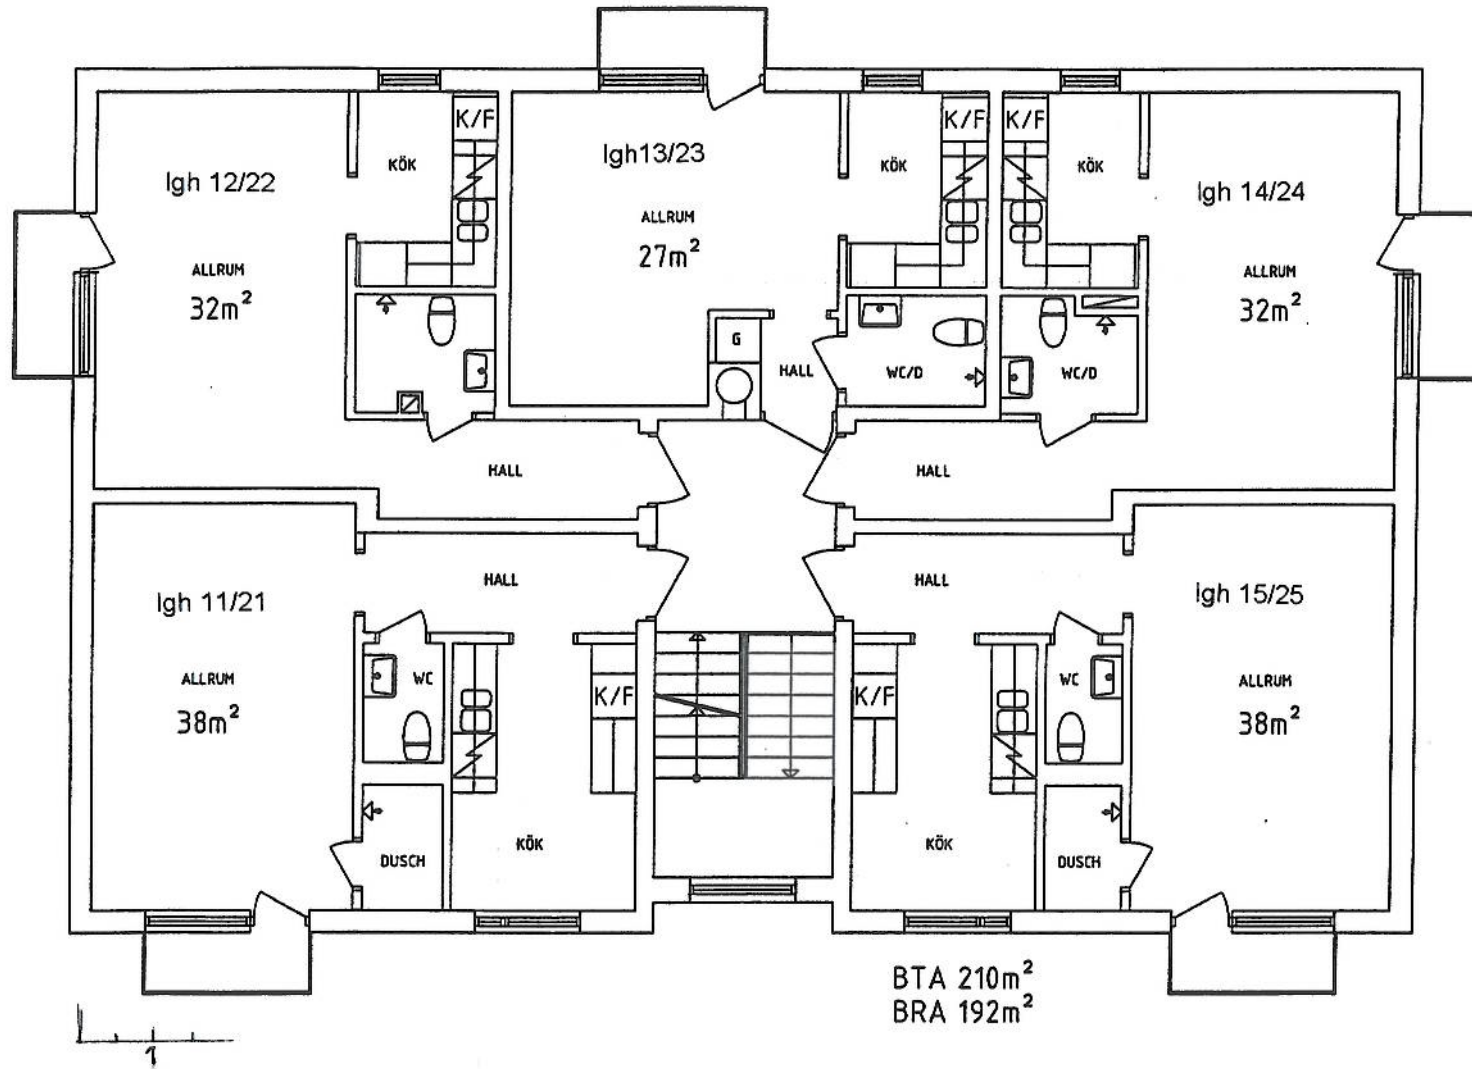 K/F
K/F
K/F
KÖK
KÖK
KÖK
lgh 12/22
lgh13/23
lgh 14/24
ALLRUM
32m²
ALLRUM
27m²
ALLRUM
32m²
G
HALL
WC/D
WC/D
HALL
HALL
HALL
HALL
lgh 11/21
lgh 15/25
ALLRUM
38m²
WC
K/F
K/F
WC
ALLRUM
38m²
DUSCH
KÖK
KÖK
DUSCH
BTA 210m²
BRA 192m²
1